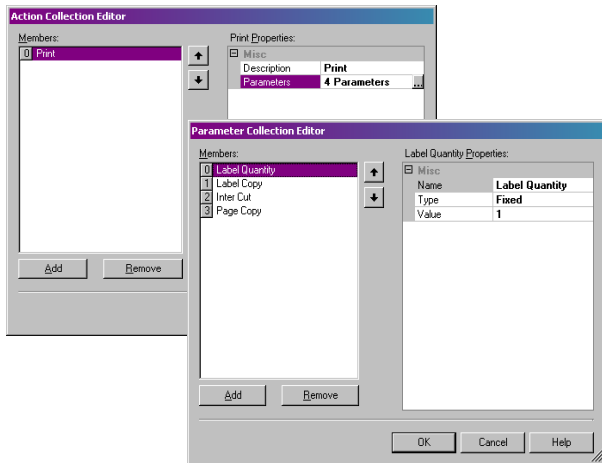 Action Collection Editor
Members:
0 Print
Print Properties:
Misc
Description Print
Parameters 4 Parameters ...
Add Remove
Parameter Collection Editor
Members:
0 Label Quantity
1 Label Copy
2 Inter Cut
3 Page Copy
Label Quantity Properties:
Misc
Name Label Quantity
Type Fixed
Value 1
Add Remove
OK Cancel Help